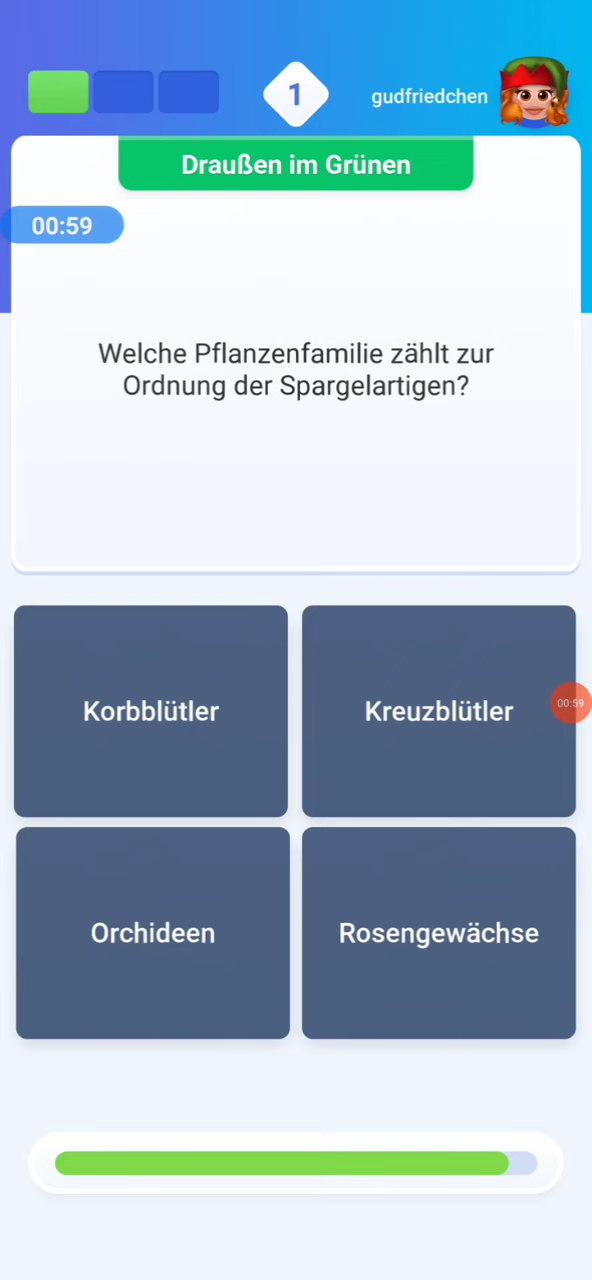 1
gudfriedchen
Draußen im Grünen
00:59
Welche Pflanzenfamilie zählt zur
Ordnung der Spargelartigen?
Korbblütler
Kreuzblütler
00:59
Orchideen
Rosengewächse